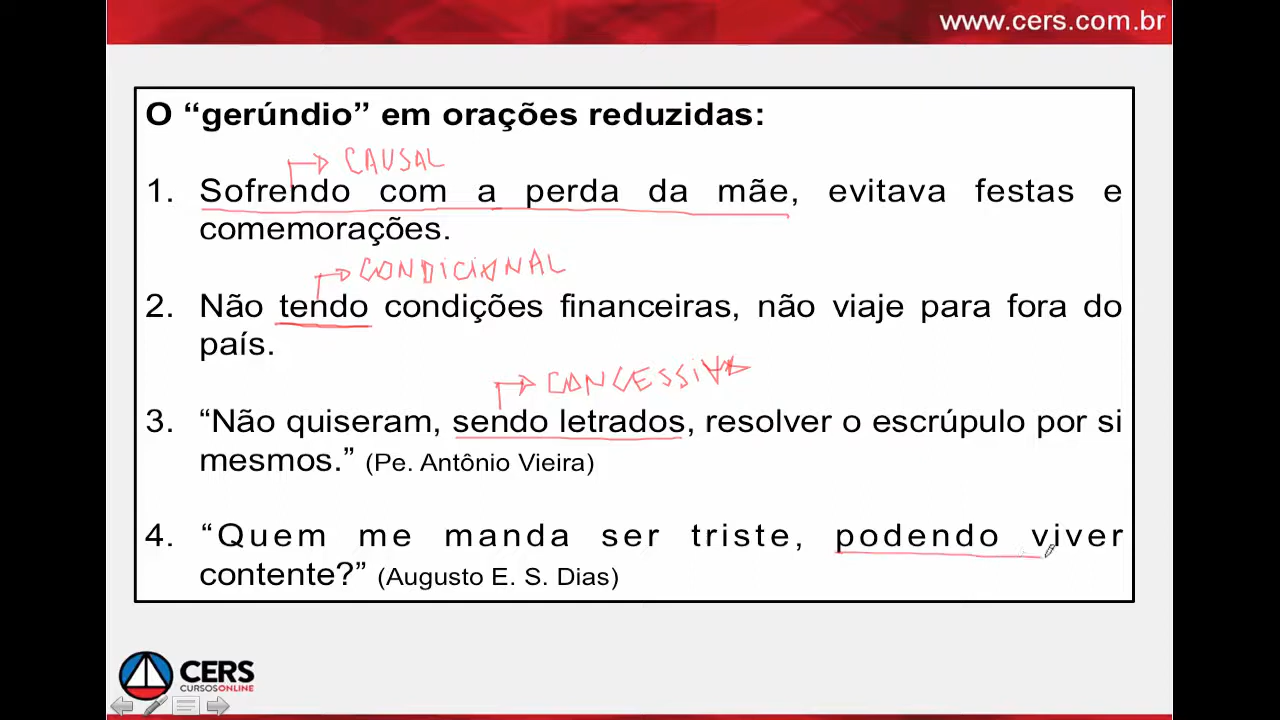 www.cers.com.br
O “gerúndio” em orações reduzidas:
CAUSAL
1. Sofrendo com a perda da mãe, evitava festas e
comemorações.
CONDICIONAL
2. Não tendo condições financeiras, não viaje para fora do
país.
CONCESSIVA
3. “Não quiseram, sendo letrados, resolver o escrúpulo por si
mesmos.” (Pe. Antônio Vieira)
4. “Quem me manda ser triste, podendo viver
contente?” (Augusto E. S. Dias)
CERS
CURSOS ONLINE